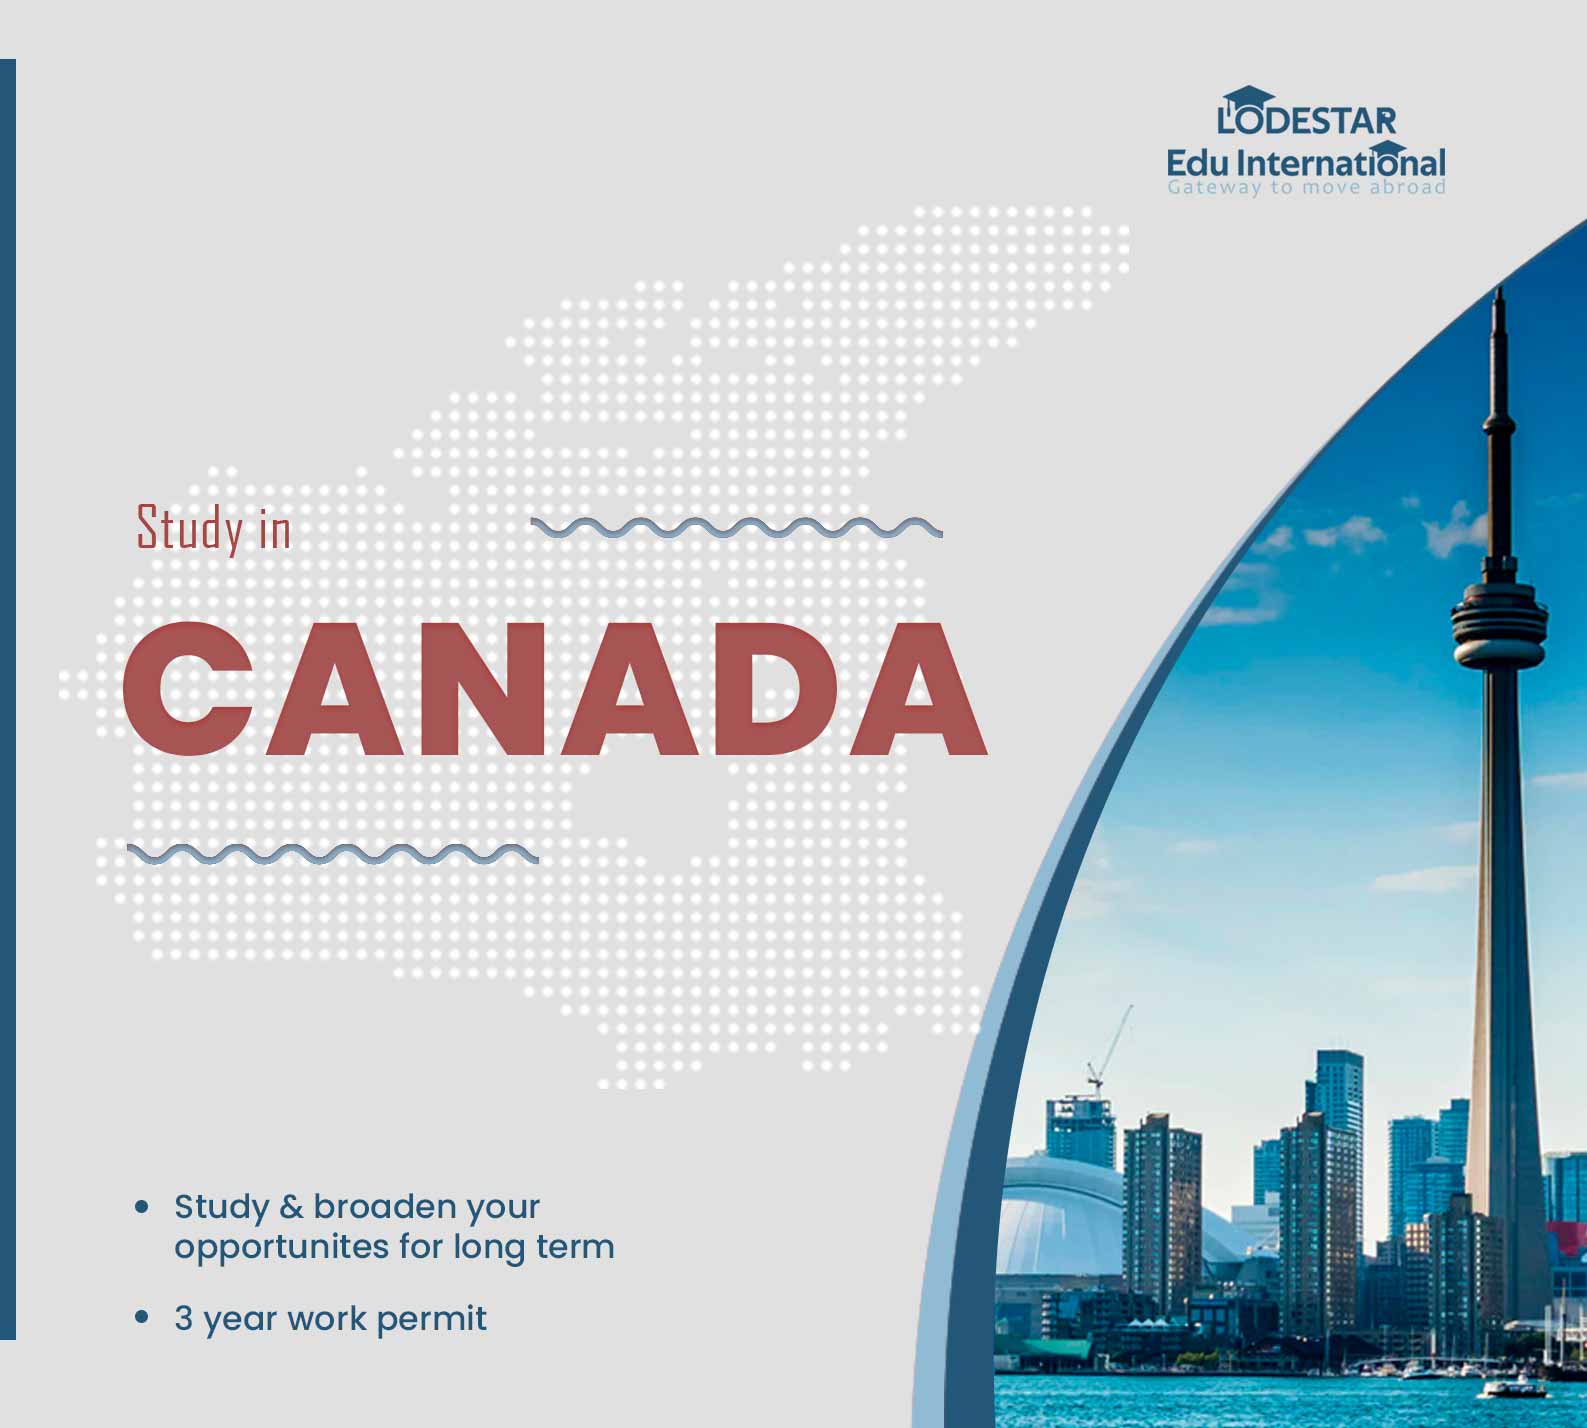 LODESTAR
Edu International
Gateway to move abroad
Study in
CANADA
• Study & broaden your
opportunites for long term
• 3 year work permit